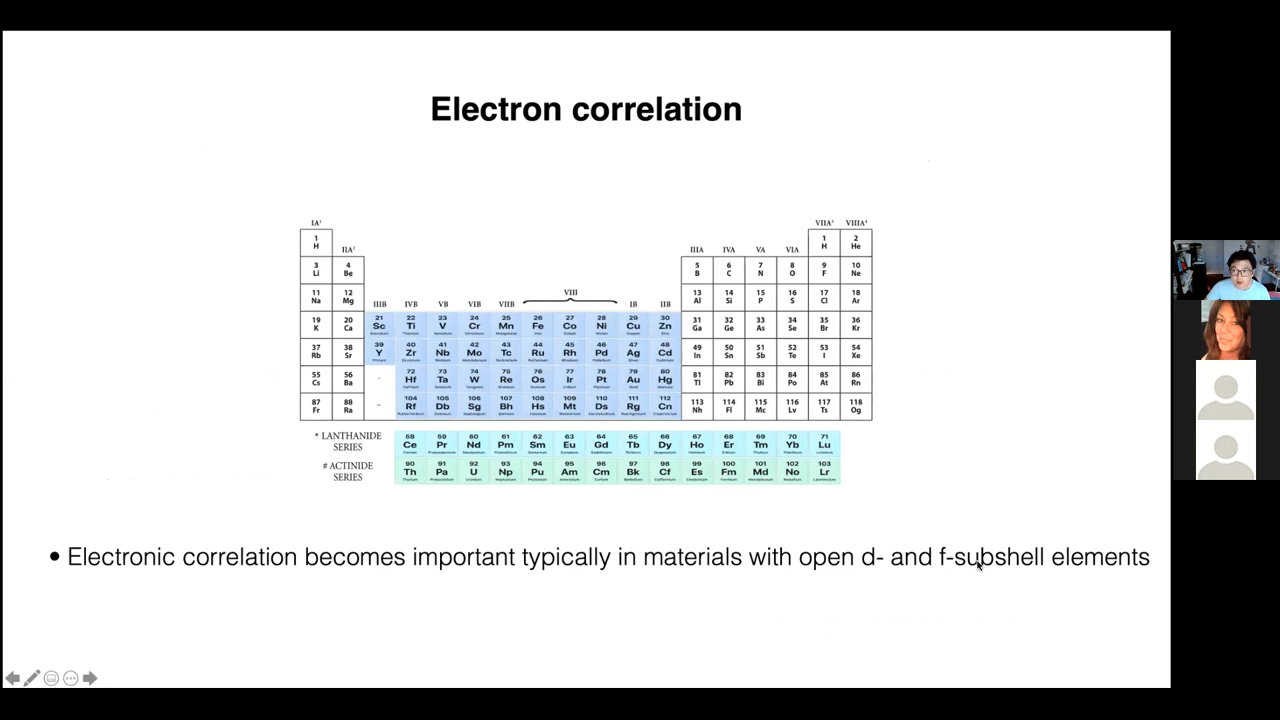 Electron correlation
IA¹ VIIA³ VIIIA⁴
1 1 2
H H He
IIA² IIIA IVA VA VIA
3 4 5 6 7 8 9 10
Li Be B C N O F Ne
11 12 13 14 15 16 17 18
Na Mg Al Si P S Cl Ar
IIIB IVB VB VIB VIIB VIII IB IIB
19 20 21 22 23 24 25 26 27 28 29 30 31 32 33 34 35 36
K Ca Sc Ti V Cr Mn Fe Co Ni Cu Zn Ga Ge As Se Br Kr
37 38 39 40 41 42 43 44 45 46 47 48 49 50 51 52 53 54
Rb Sr Y Zr Nb Mo Tc Ru Rh Pd Ag Cd In Sn Sb Te I Xe
55 56 72 73 74 75 76 77 78 79 80 81 82 83 84 85 86
Cs Ba Hf Ta W Re Os Ir Pt Au Hg Tl Pb Bi Po At Rn
87 88 104 105 106 107 108 109 110 111 112 113 114 115 116 117 118
Fr Ra Rf Db Sg Bh Hs Mt Ds Rg Cn Nh Fl Mc Lv Ts Og
* LANTHANIDE
SERIES
58 59 60 61 62 63 64 65 66 67 68 69 70 71
Ce Pr Nd Pm Sm Eu Gd Tb Dy Ho Er Tm Yb Lu
# ACTINIDE
SERIES
90 91 92 93 94 95 96 97 98 99 100 101 102 103
Th Pa U Np Pu Am Cm Bk Cf Es Fm Md No Lr
• Electronic correlation becomes important typically in materials with open d- and f-subshell elements